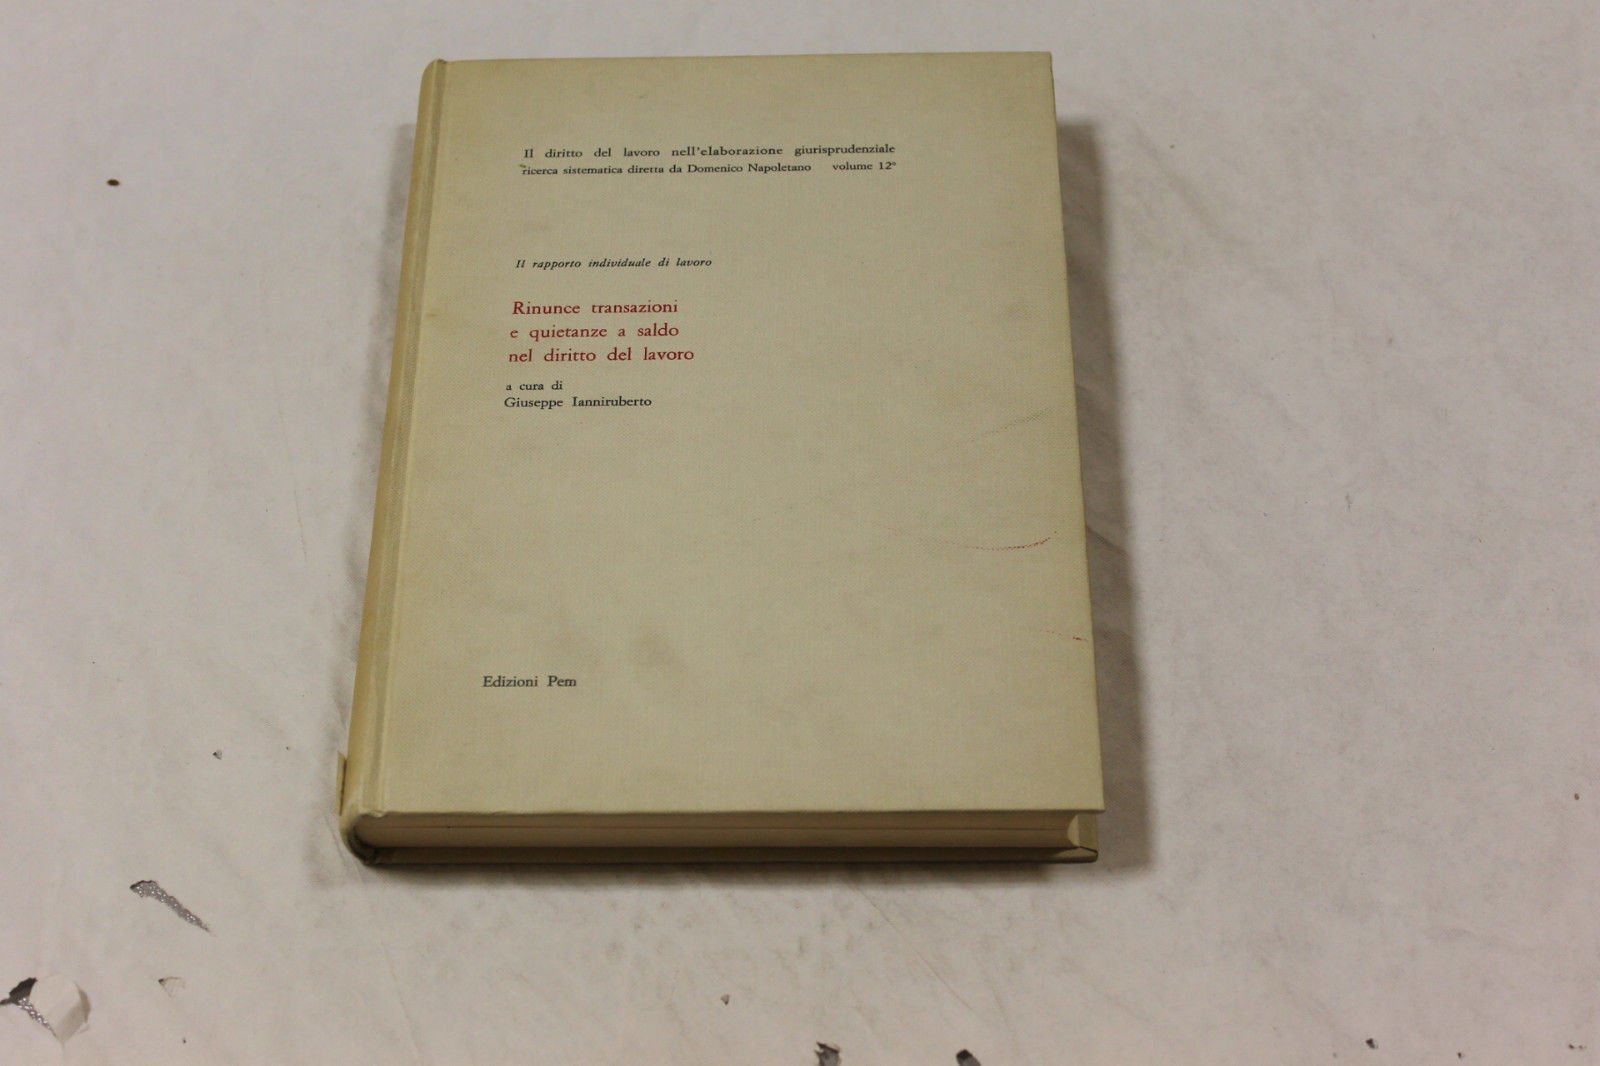 Il diritto del lavoro nell'elaborazione giurisprudenziale
ricerca sistematica diretta da Domenico Napoletano volume 12°
Il rapporto individuale di lavoro
Rinunce transazioni
e quietanze a saldo
nel diritto del lavoro
a cura di
Giuseppe Ianniruberto
Edizioni Pem